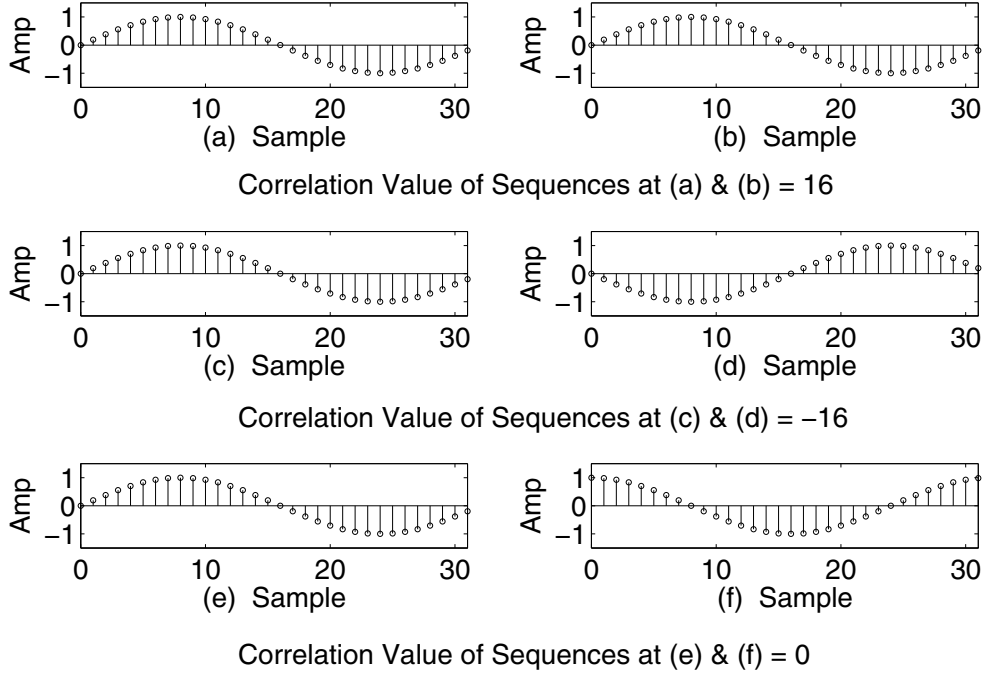 Amp
1
0
−1
0 10 20 30
(a) Sample
Amp
1
0
−1
0 10 20 30
(b) Sample
Correlation Value of Sequences at (a) & (b) = 16
Amp
1
0
−1
0 10 20 30
(c) Sample
Amp
1
0
−1
0 10 20 30
(d) Sample
Correlation Value of Sequences at (c) & (d) = −16
Amp
1
0
−1
0 10 20 30
(e) Sample
Amp
1
0
−1
0 10 20 30
(f) Sample
Correlation Value of Sequences at (e) & (f) = 0